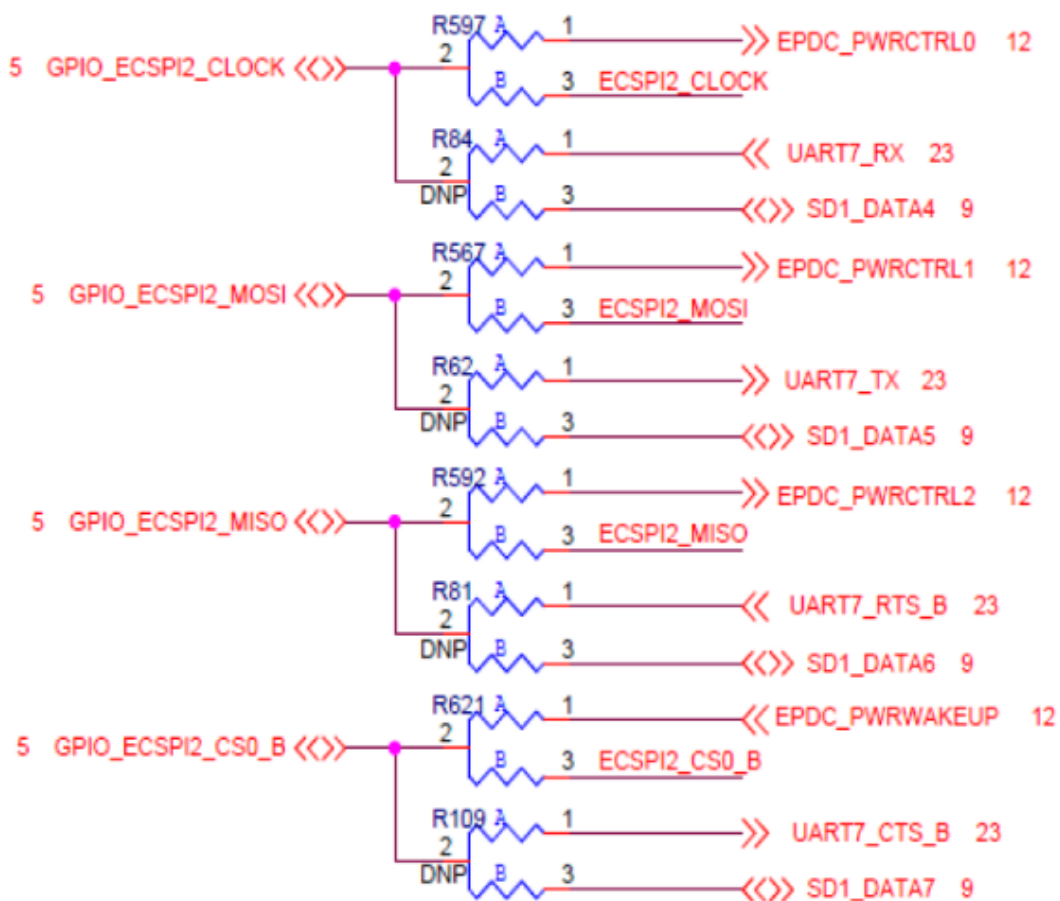 R597 A 1 EPDC_PWRCTRL0 12
5 GPIO_ECSPI2_CLOCK 2
B 3 ECSPI2_CLOCK
R84 A 1 UART7_RX 23
2
DNP B 3 SD1_DATA4 9
R567 A 1 EPDC_PWRCTRL1 12
5 GPIO_ECSPI2_MOSI 2
B 3 ECSPI2_MOSI
R62 A 1 UART7_TX 23
2
DNP B 3 SD1_DATA5 9
R592 A 1 EPDC_PWRCTRL2 12
5 GPIO_ECSPI2_MISO 2
B 3 ECSPI2_MISO
R81 A 1 UART7_RTS_B 23
2
DNP B 3 SD1_DATA6 9
R621 A 1 EPDC_PWRWAKEUP 12
5 GPIO_ECSPI2_CS0_B 2
B 3 ECSPI2_CS0_B
R109 A 1 UART7_CTS_B 23
2
DNP B 3 SD1_DATA7 9